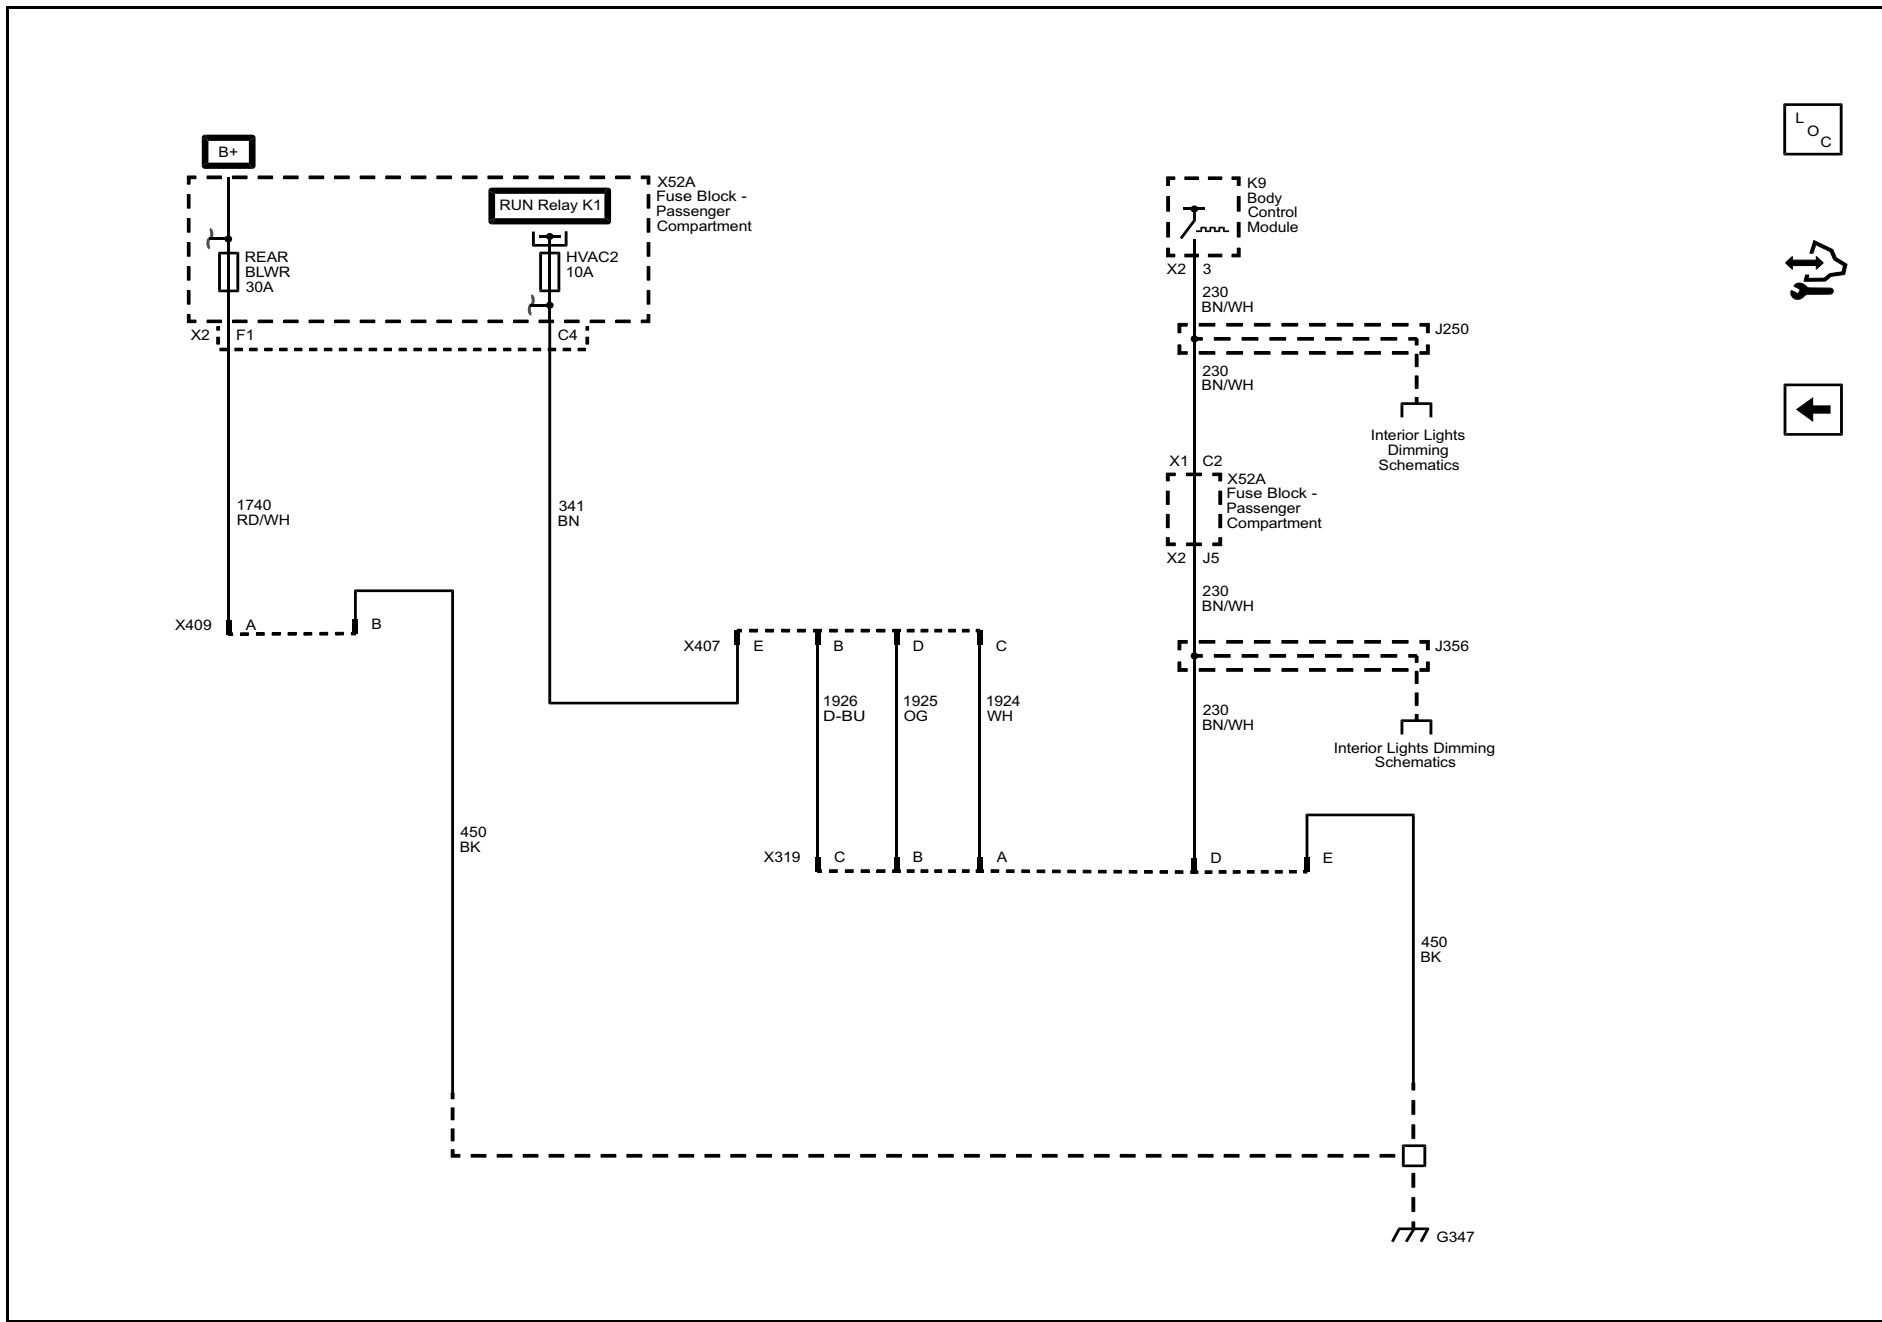 L
O
C
B+
RUN Relay K1
X52A
Fuse Block -
Passenger
Compartment
REAR
BLWR
30A
HVAC2
10A
X2
F1
C4
K9
Body
Control
Module
X2
3
230
BN/WH
J250
230
BN/WH
Interior Lights
Dimming
Schematics
X1
C2
X52A
Fuse Block -
Passenger
Compartment
X2
J5
1740
RD/WH
341
BN
230
BN/WH
X409
A
B
X407
E
B
D
C
J356
1926
D-BU
1925
OG
1924
WH
230
BN/WH
Interior Lights Dimming
Schematics
450
BK
X319
C
B
A
D
E
450
BK
G347